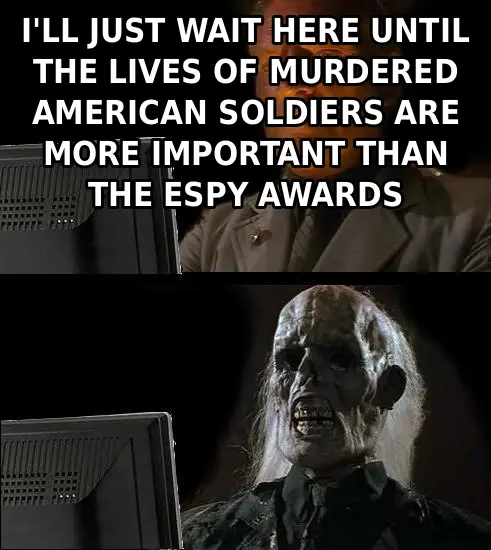 I'LL JUST WAIT HERE UNTIL
THE LIVES OF MURDERED
AMERICAN SOLDIERS ARE
MORE IMPORTANT THAN
THE ESPY AWARDS